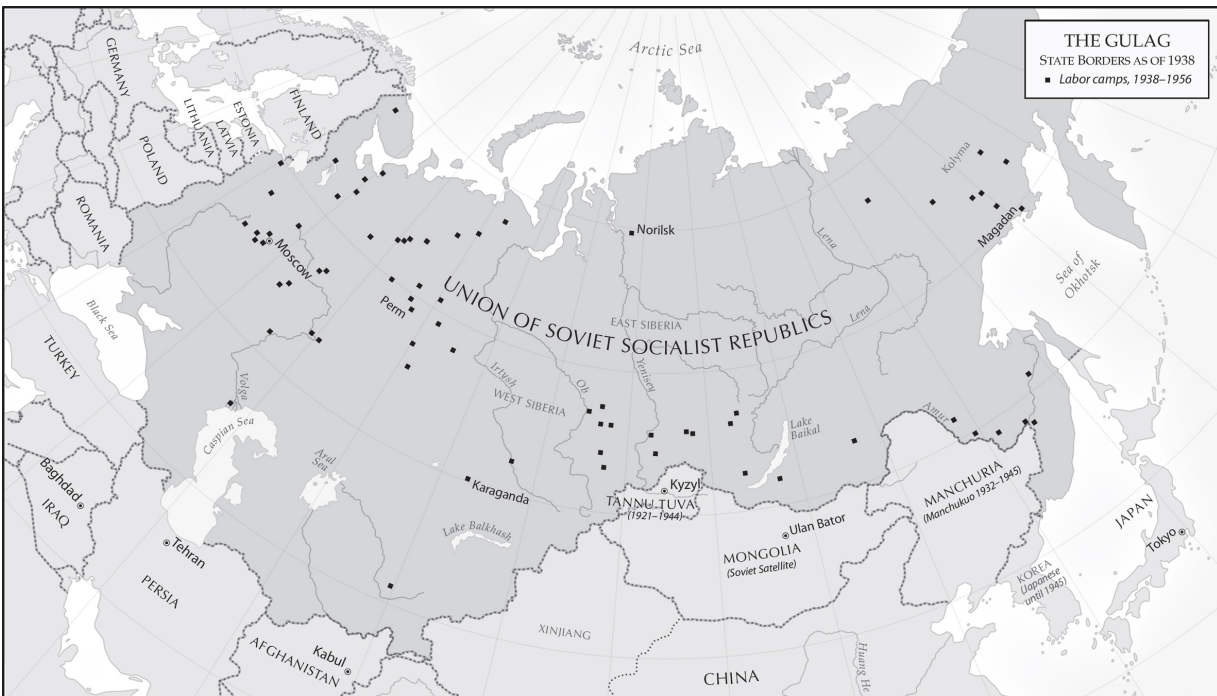 THE GULAG
STATE BORDERS AS OF 1938
Labor camps, 1938–1956
Arctic Sea
GERMANY
LITHUANIA
LATVIA
ESTONIA
FINLAND
POLAND
ROMANIA
Kolyma
Magadan
Norilsk
Lena
Moscow
Sea of
Okhotsk
Black Sea
Perm
UNION OF SOVIET SOCIALIST REPUBLICS
EAST SIBERIA
Lena
TURKEY
Volga
Irtysh
Ob
Yenisey
WEST SIBERIA
Caspian Sea
Amur
Lake
Baikal
Aral
Sea
Baghdad
IRAQ
Karaganda
Kyzyl
TANNU TUVA
(1921–1944)
MANCHURIA
(Manchukuo 1932–1945)
Lake Balkhash
Ulan Bator
MONGOLIA
(Soviet Satellite)
JAPAN
Tokyo
Tehran
PERSIA
KOREA
(Japanese
until 1945)
XINJIANG
AFGHANISTAN
Kabul
CHINA
Huang He